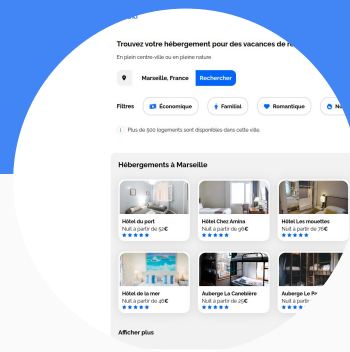 Trouvez votre hébergement pour des vacances de
En plein centre-ville ou en pleine nature
Marseille, France Rechercher
Filtres Économique Familial Romantique
Plus de 500 logements sont disponibles dans cette ville.
Hébergements à Marseille
Hôtel du port Hôtel Chez Amina Hôtel Les mouettes
Nuit à partir de 52€ Nuit à partir de 96€ Nuit à partir de 76€
Hôtel de la mer Auberge La Canebière Auberge Le
Nuit à partir de 46€ Nuit à partir de 25€ Nuit à partir
Afficher plus